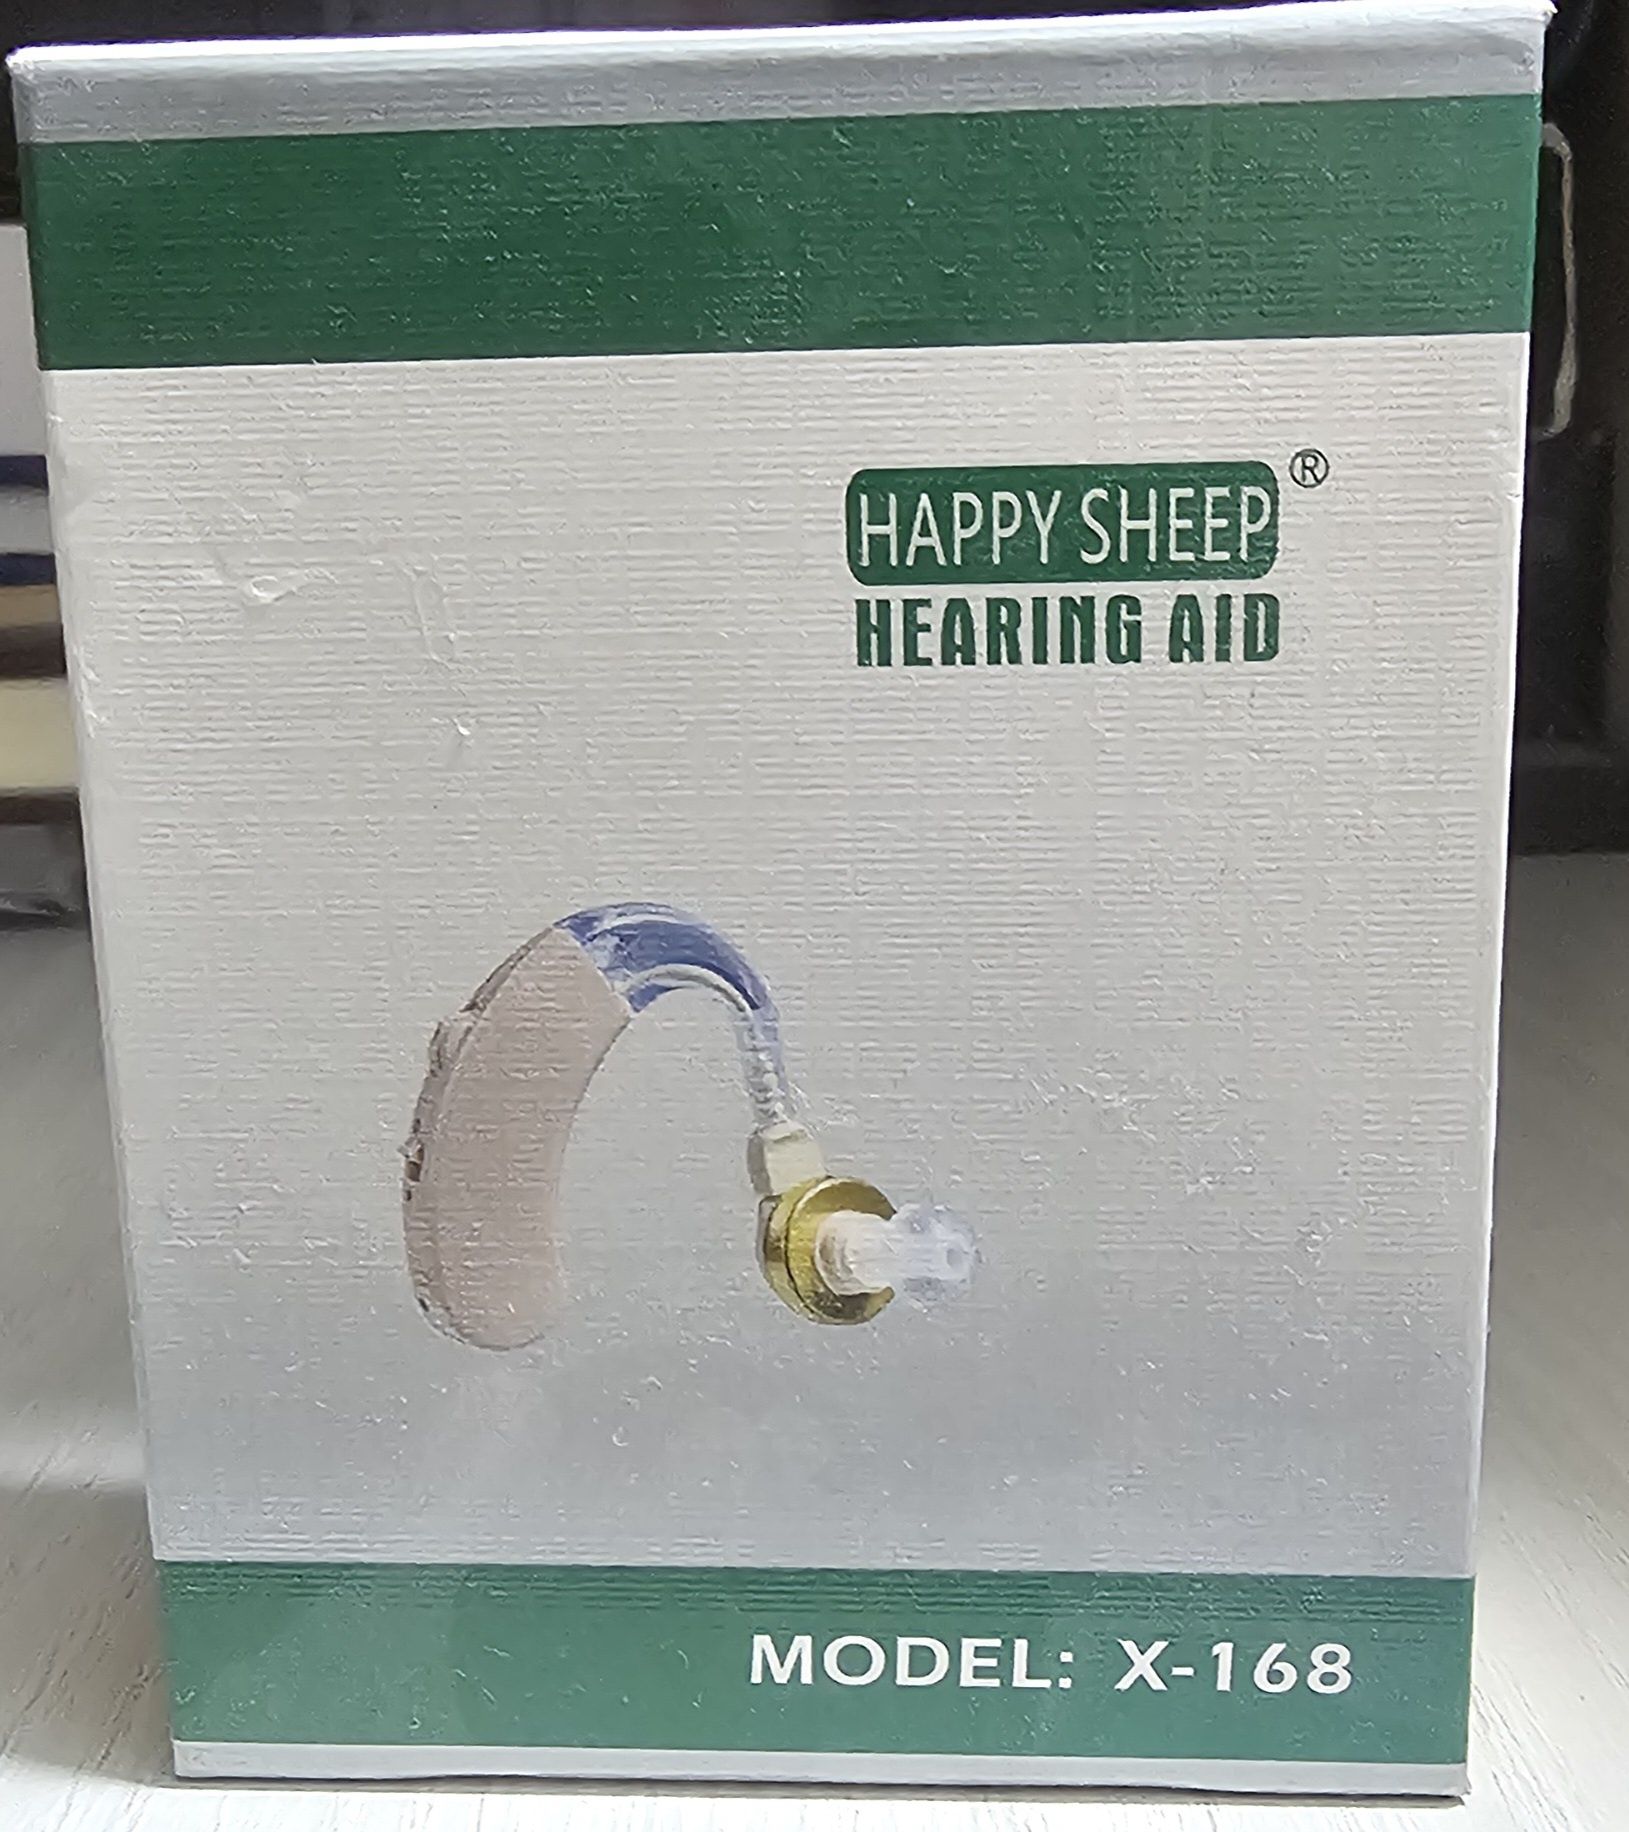 HAPPY SHEEP®
HEARING AID
MODEL: X-168